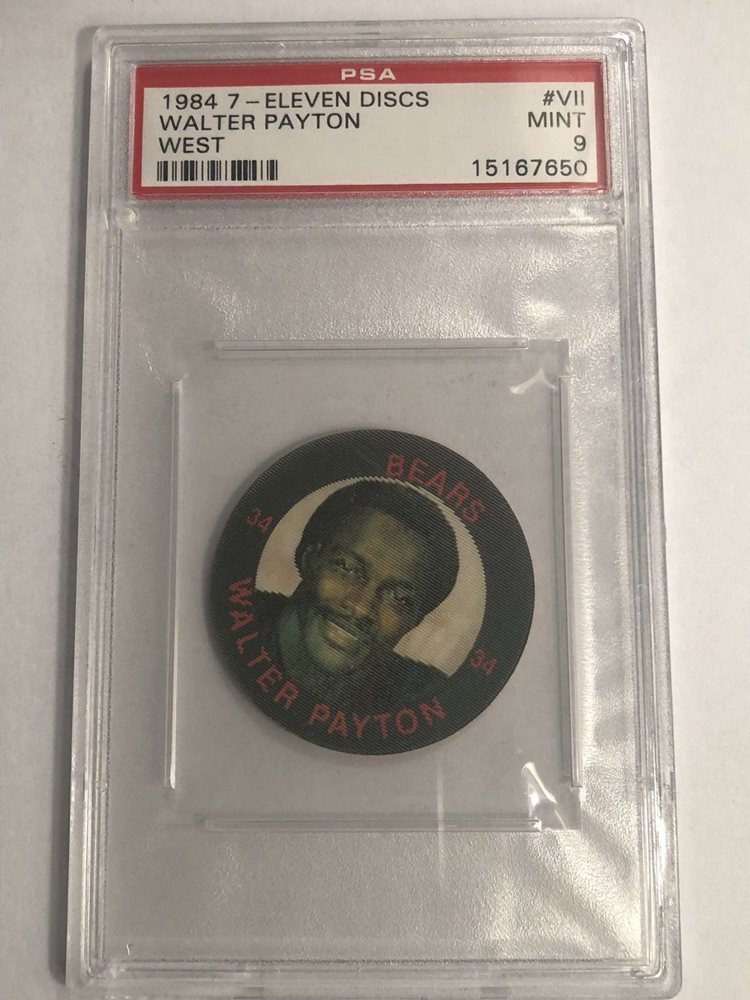 PSA
1984 7-ELEVEN DISCS #VII
WALTER PAYTON MINT
WEST 9
15167650
BEARS
34
34
WALTER PAYTON